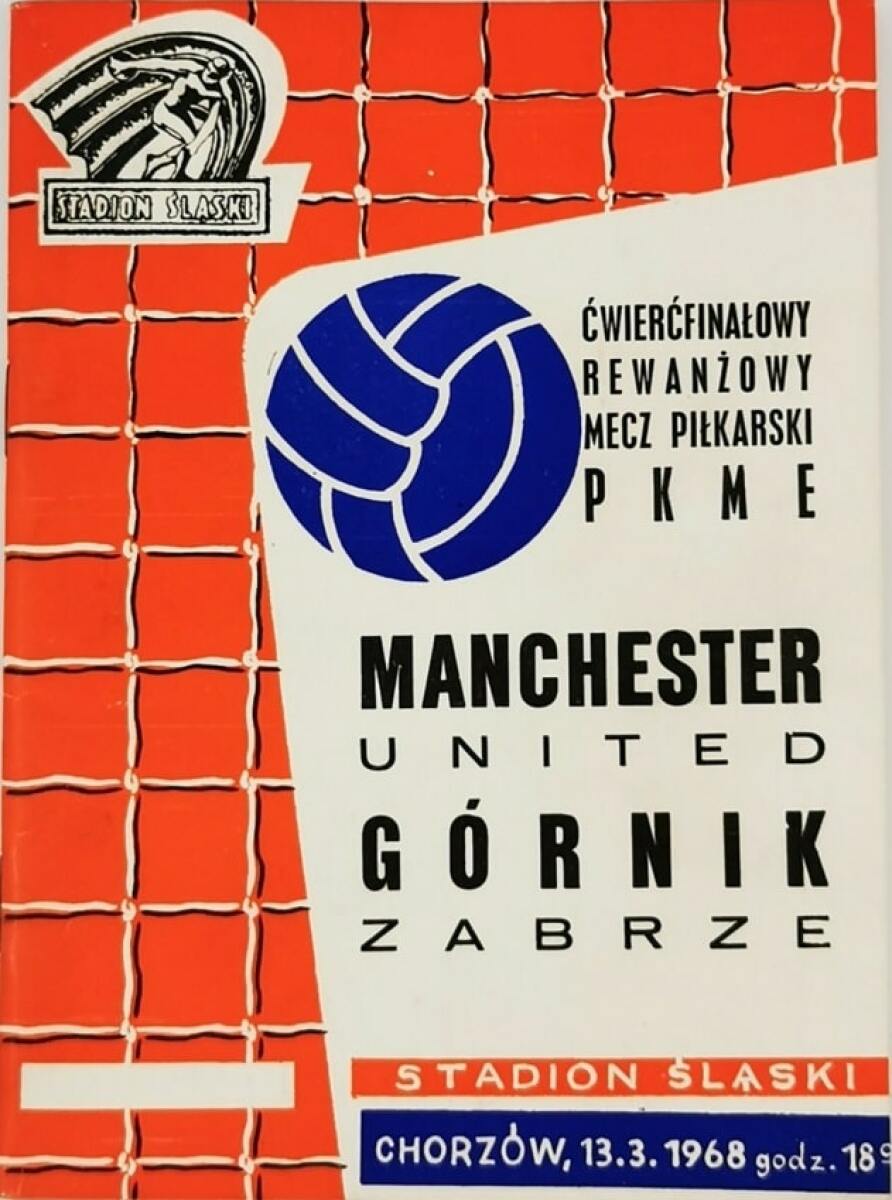 STADION ŚLĄSKI
ĆWIERĆFINAŁOWY
REWANŻOWY
MECZ PIŁKARSKI
PKME
MANCHESTER
UNITED
GÓRNIK
ZABRZE
STADION ŚLĄSKI
CHORZÓW, 13.3.1968 godz. 18